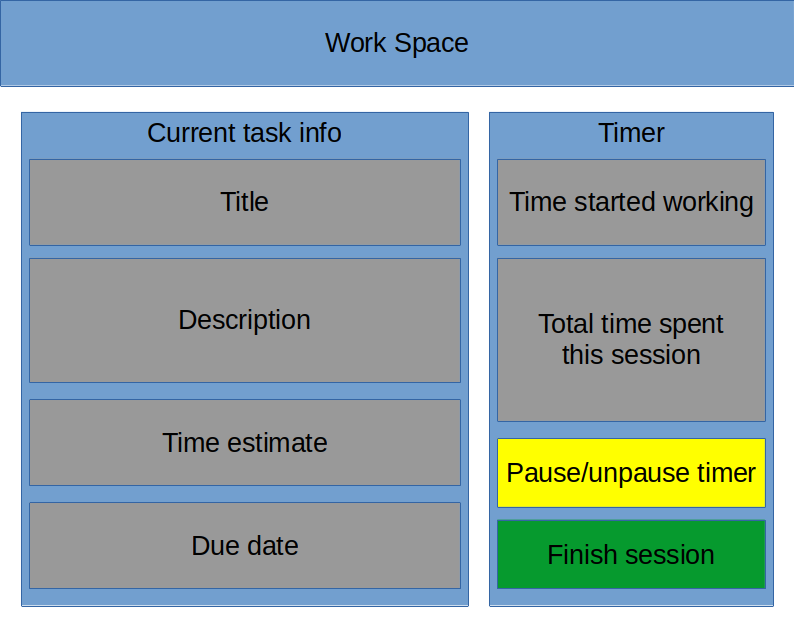 Work Space
Current task info
Title
Description
Time estimate
Due date
Timer
Time started working
Total time spent
this session
Pause/unpause timer
Finish session